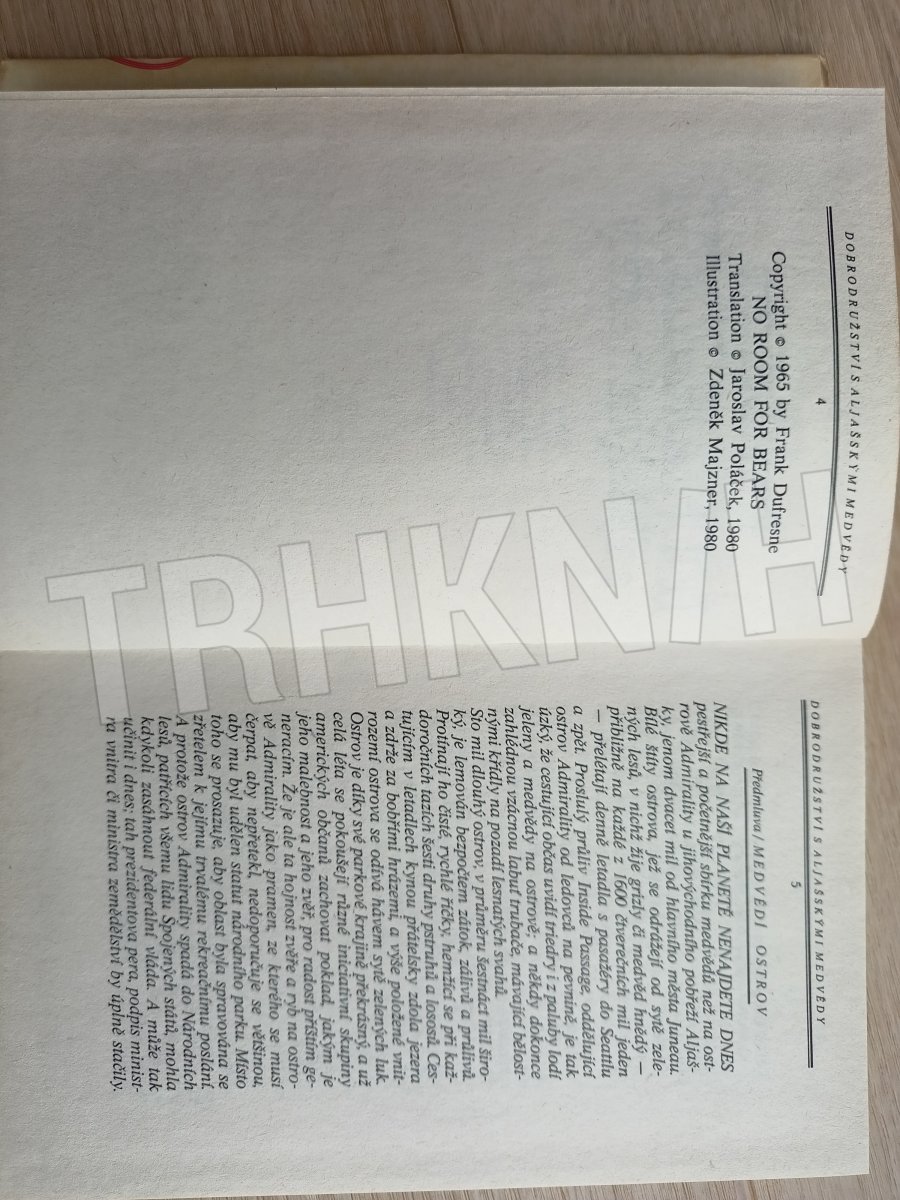 DOBRODRUŽSTVÍ S ALJAŠSKÝMI MEDVĚDY
4
Copyright © 1965 by Frank Dufresne
NO ROOM FOR BEARS
Translation © Jaroslav Poláček, 1980
Illustration © Zdeněk Majzner, 1980
DOBRODRUŽSTVÍ S ALJAŠSKÝMI MEDVĚDY
5
Předmluva / MEDVĚDÍ OSTROV
NIKDE NA NAŠÍ PLANETĚ NENAJDETE DNES
pestřejší a početnější sbírku medvědů než na ost-
rově Admirality u jihovýchodního pobřeží Aljaš-
ky, jenom dvacet mil od hlavního města Juneau.
Bílé štíty ostrova, jež se odrážejí od sytě zele-
ných lesů, v nichž žije grizly či medvěd hnědý —
přibližně na každé z 1600 čtverečních mil jeden
— přelétají denně letadla s pasažéry do Seattlu
a zpět. Proslulý průliv Inside Passage, oddělující
ostrov Admirality od ledovců na pevnině, je tak
úzký, že cestující občas uvidí triedry i z paluby lodí
jeleny a medvědy na ostrově; a někdy dokonce
zahlédnou vzácnou labuť trubače, mávající bělost-
nými křídly na pozadí lesnatých svahů.
Sto mil dlouhý ostrov, v průměru šestnáct mil širo-
ký, je lemován bezpočtem zátok, zálivů a průlivů.
Protínají ho čisté, rychlé říčky, hemžící se při kaž-
doročních tazích šesti druhy pstruhů a lososů. Ces-
tujícím v letadlech kynou přátelsky zdola jezera
a zdrže za bobřími hrázemi, a výše položené vnit-
rozemí ostrova se odívá hávem sytě zelených luk.
Ostrov je díky své parkové krajině překrásný, a už
celá léta se pokoušejí různé iniciativní skupiny
amerických občanů zachovat poklad, jakým je
jeho malebnost a jeho zvěř, pro radost příštím ge-
neracím. Že je ale ta hojnost zvěře a ryb na ostro-
vě Admirality jako pramen, ze kterého se musí
čerpat, aby nepřetekl, nedoporučuje se většinou,
aby mu byl udělen statut národního parku. Místo
toho se prosazuje, aby oblast byla spravována se
zřetelem k jejímu trvalému rekreačnímu poslání.
A protože ostrov Admirality spadá do Národních
lesů, patřících všemu lidu Spojených států, mohla
kdykoli zasáhnout federální vláda. A může tak
učinit i dnes; tah prezidentova pera, podpis minist-
ra vnitra či ministra zemědělství by úplně stačily.
TRHKNIH